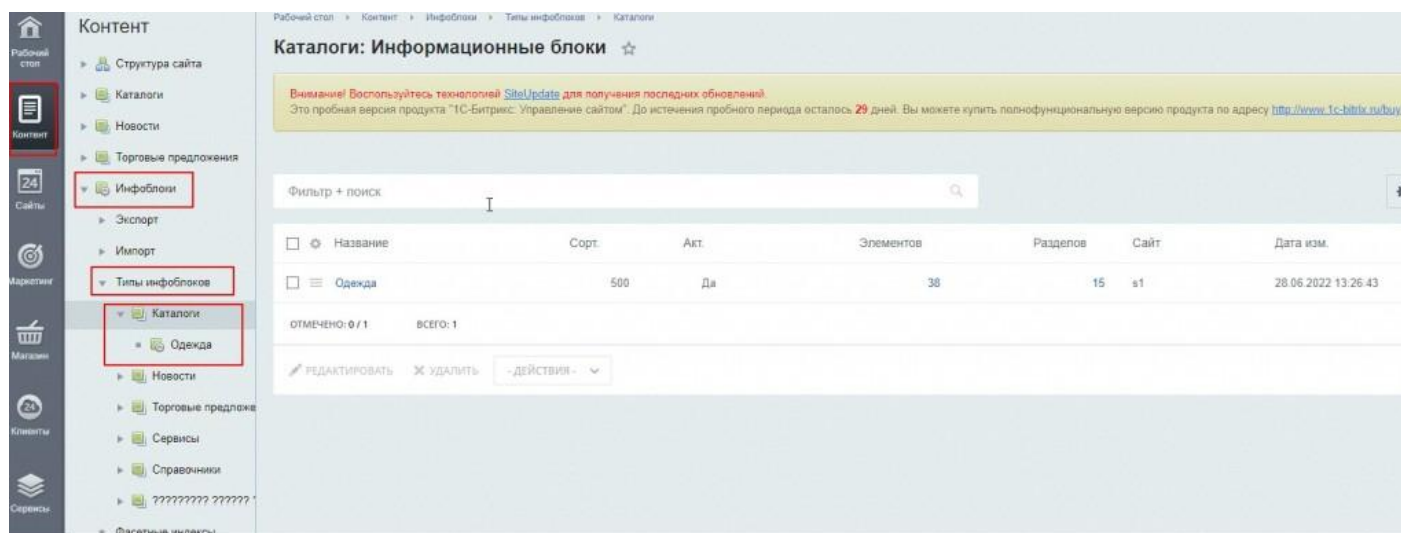 Рабочий стол
Контент
Сайты
Маркетинг
Магазин
Клиенты
Сервисы
Контент
Структура сайта
Каталоги
Новости
Торговые предложения
Инфоблоки
Экспорт
Импорт
Типы инфоблоков
Каталоги
Одежда
Новости
Торговые предложе
Сервисы
Справочники
????????? ??????
Фасетные индексы
Рабочий стол Контент Инфоблоки Типы инфоблоков Каталоги
Каталоги: Информационные блоки
Внимание! Воспользуйтесь технологией SiteUpdate для получения последних обновлений.
Это пробная версия продукта "1С-Битрикс: Управление сайтом". До истечения пробного периода осталось 29 дней. Вы можете купить полнофункциональную версию продукта по адресу http://www.1c-bitrix.ru/buy
Фильтр + поиск
Название Сорт. Акт. Элементов Разделов Сайт Дата изм.
Одежда 500 Да 38 15 s1 28.06.2022 13:26:43
ОТМЕЧЕНО: 0 / 1 ВСЕГО: 1
РЕДАКТИРОВАТЬ УДАЛИТЬ - ДЕЙСТВИЯ -